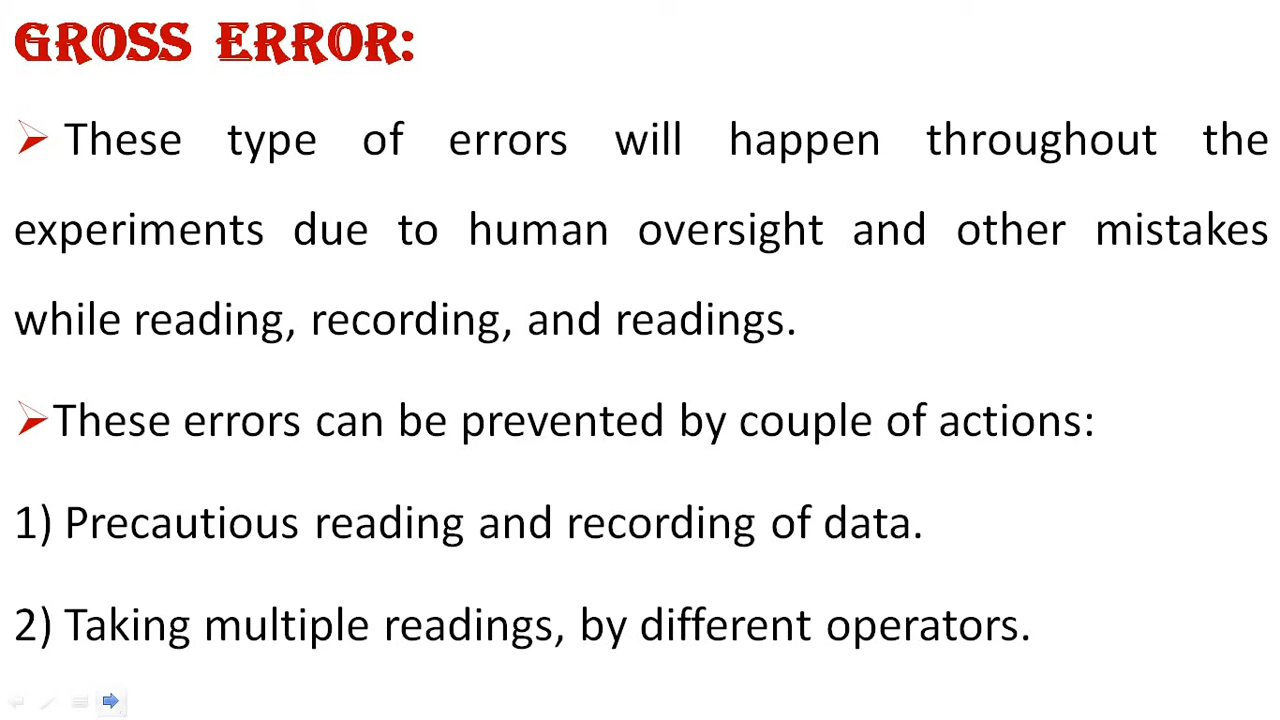 GROSS ERROR:
These type of errors will happen throughout the
experiments due to human oversight and other mistakes
while reading, recording, and readings.
These errors can be prevented by couple of actions:
1) Precautious reading and recording of data.
2) Taking multiple readings, by different operators.